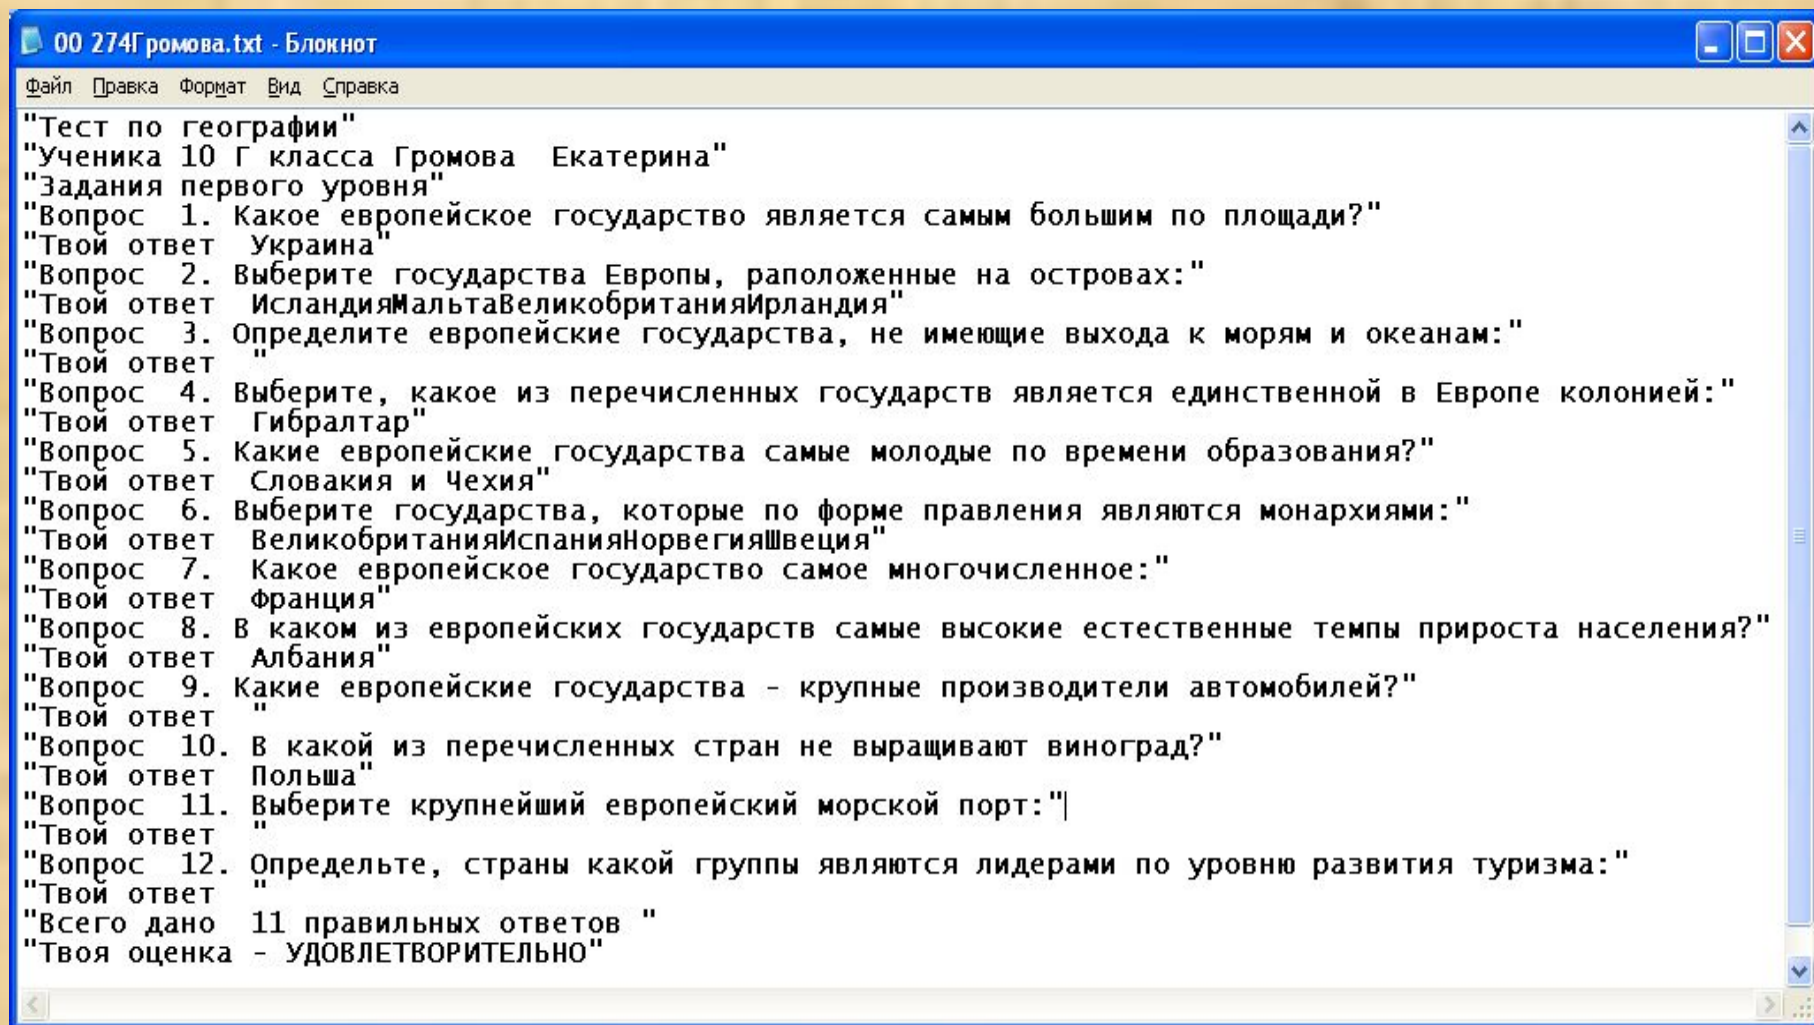 00 274Громова.txt - Блокнот
Файл Правка Формат Вид Справка
"Тест по географии"
"Ученика 10 Г класса Громова  Екатерина"
"Задания первого уровня"
"Вопрос  1. Какое европейское государство является самым большим по площади?"
"Твой ответ  Украина"
"Вопрос  2. Выберите государства Европы, раположенные на островах:"
"Твой ответ  ИсландияМальтаВеликобританияИрландия"
"Вопрос  3. Определите европейские государства, не имеющие выхода к морям и океанам:"
"Твой ответ  "
"Вопрос  4. Выберите, какое из перечисленных государств является единственной в Европе колонией:"
"Твой ответ  Гибралтар"
"Вопрос  5. Какие европейские государства самые молодые по времени образования?"
"Твой ответ  Словакия и Чехия"
"Вопрос  6. Выберите государства, которые по форме правления являются монархиями:"
"Твой ответ  ВеликобританияИспанияНорвегияШвеция"
"Вопрос  7.  Какое европейское государство самое многочисленное:"
"Твой ответ  Франция"
"Вопрос  8. В каком из европейских государств самые высокие естественные темпы прироста населения?"
"Твой ответ  Албания"
"Вопрос  9. Какие европейские государства - крупные производители автомобилей?"
"Твой ответ  "
"Вопрос  10. В какой из перечисленных стран не выращивают виноград?"
"Твой ответ  Польша"
"Вопрос  11. Выберите крупнейший европейский морской порт:"
"Твой ответ  "
"Вопрос  12. Определьте, страны какой группы являются лидерами по уровню развития туризма:"
"Твой ответ  "
"Всего дано  11 правильных ответов "
"Твоя оценка - УДОВЛЕТВОРИТЕЛЬНО"